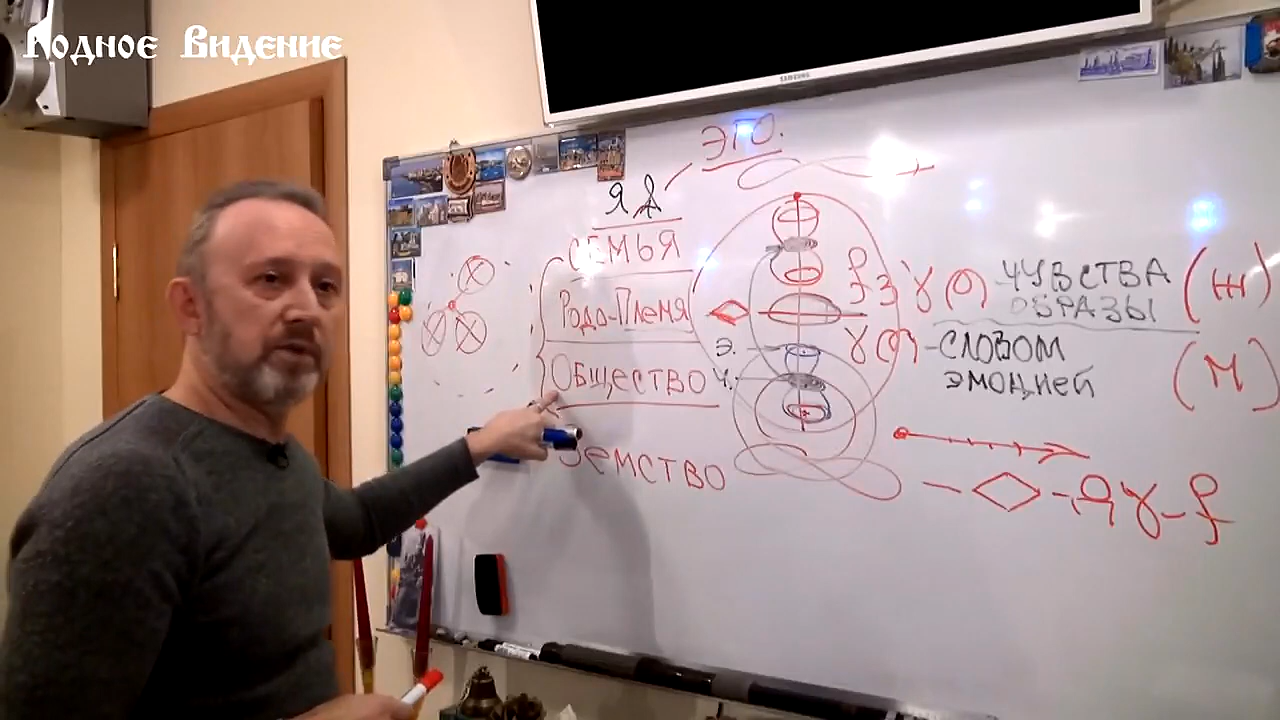 Родное Видение
SAMSUNG
ЭГО.
Я
СЕМЬЯ
Родо-Племя
Общество
Земство
Э.
Ч.
ЧУВСТВА
ОБРАЗЫ
(Ж)
- СЛОВОМ
ЭМОЦИЕЙ
(М)